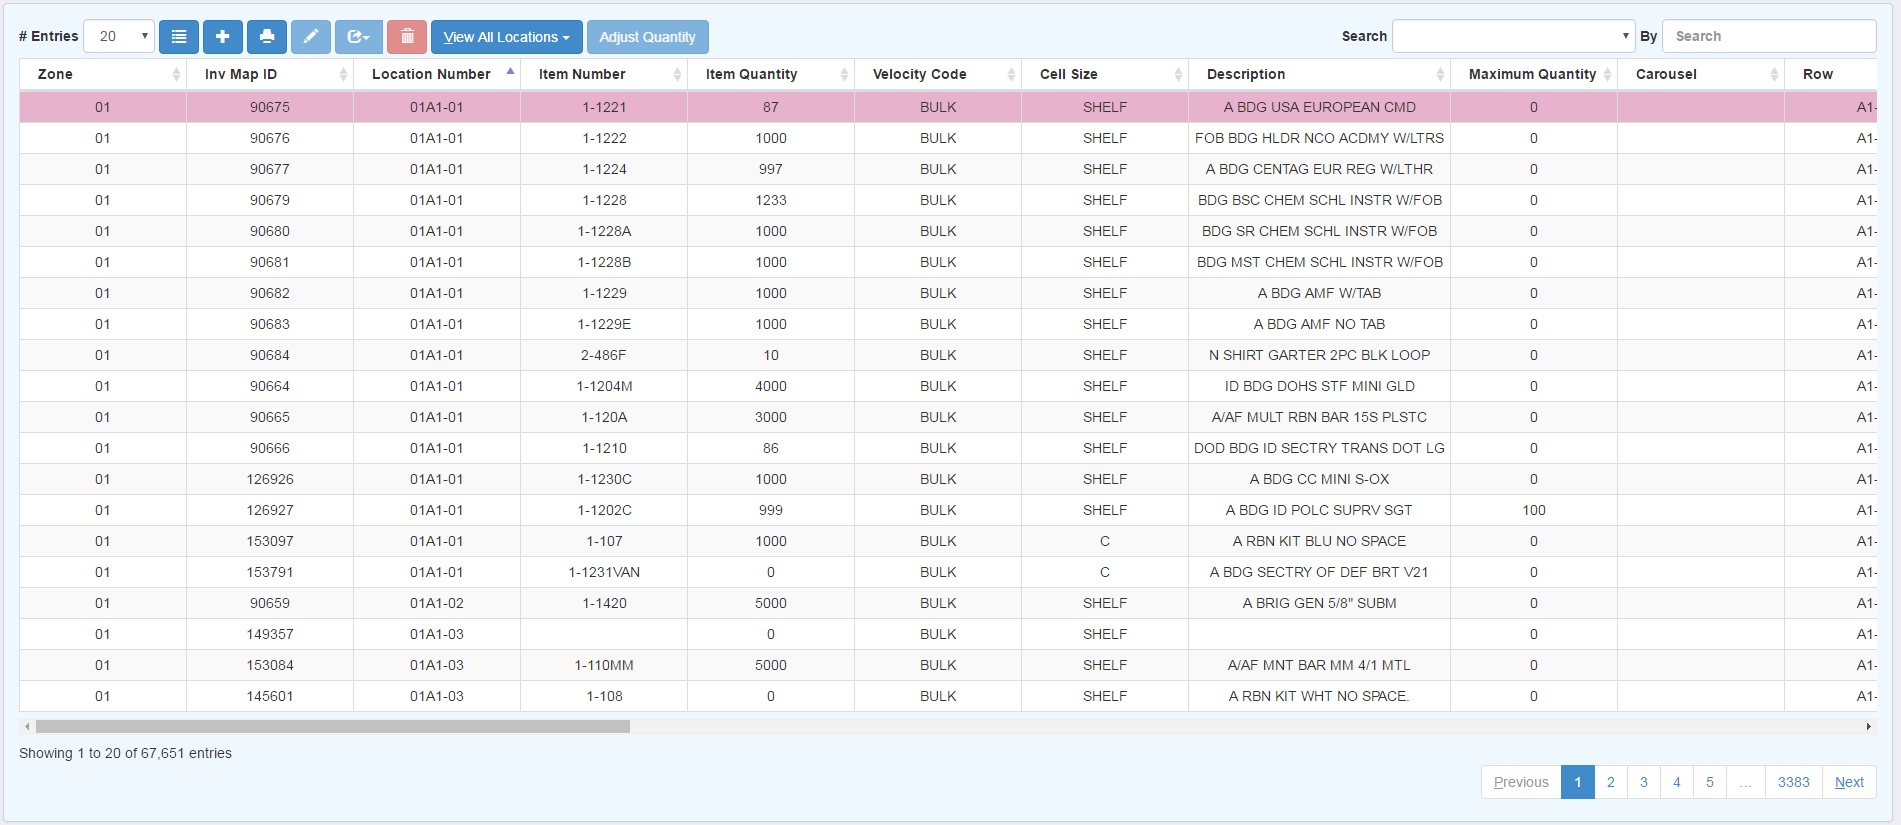 # Entries 20 View All Locations Adjust Quantity Search By Search
Zone Inv Map ID Location Number Item Number Item Quantity Velocity Code Cell Size Description Maximum Quantity Carousel Row
01 90675 01A1-01 1-1221 87 BULK SHELF A BDG USA EUROPEAN CMD 0 A1-
01 90676 01A1-01 1-1222 1000 BULK SHELF FOB BDG HLDR NCO ACDMY W/LTRS 0 A1-
01 90677 01A1-01 1-1224 997 BULK SHELF A BDG CENTAG EUR REG W/LTHR 0 A1-
01 90679 01A1-01 1-1228 1233 BULK SHELF BDG BSC CHEM SCHL INSTR W/FOB 0 A1-
01 90680 01A1-01 1-1228A 1000 BULK SHELF BDG SR CHEM SCHL INSTR W/FOB 0 A1-
01 90681 01A1-01 1-1228B 1000 BULK SHELF BDG MST CHEM SCHL INSTR W/FOB 0 A1-
01 90682 01A1-01 1-1229 1000 BULK SHELF A BDG AMF W/TAB 0 A1-
01 90683 01A1-01 1-1229E 1000 BULK SHELF A BDG AMF NO TAB 0 A1-
01 90684 01A1-01 2-486F 10 BULK SHELF N SHIRT GARTER 2PC BLK LOOP 0 A1-
01 90664 01A1-01 1-1204M 4000 BULK SHELF ID BDG DOHS STF MINI GLD 0 A1-
01 90665 01A1-01 1-120A 3000 BULK SHELF A/AF MULT RBN BAR 15S PLSTC 0 A1-
01 90666 01A1-01 1-1210 86 BULK SHELF DOD BDG ID SECTRY TRANS DOT LG 0 A1-
01 126926 01A1-01 1-1230C 1000 BULK SHELF A BDG CC MINI S-OX 0 A1-
01 126927 01A1-01 1-1202C 999 BULK SHELF A BDG ID POLC SUPRV SGT 100 A1-
01 153097 01A1-01 1-107 1000 BULK C A RBN KIT BLU NO SPACE 0 A1-
01 153791 01A1-01 1-1231VAN 0 BULK C A BDG SECTRY OF DEF BRT V21 0 A1-
01 90659 01A1-02 1-1420 5000 BULK SHELF A BRIG GEN 5/8" SUBM 0 A1-
01 149357 01A1-03 0 BULK SHELF 0 A1-
01 153084 01A1-03 1-110MM 5000 BULK SHELF A/AF MNT BAR MM 4/1 MTL 0 A1-
01 145601 01A1-03 1-108 0 BULK SHELF A RBN KIT WHT NO SPACE. 0 A1-
Showing 1 to 20 of 67,651 entries
Previous 1 2 3 4 5 ... 3383 Next